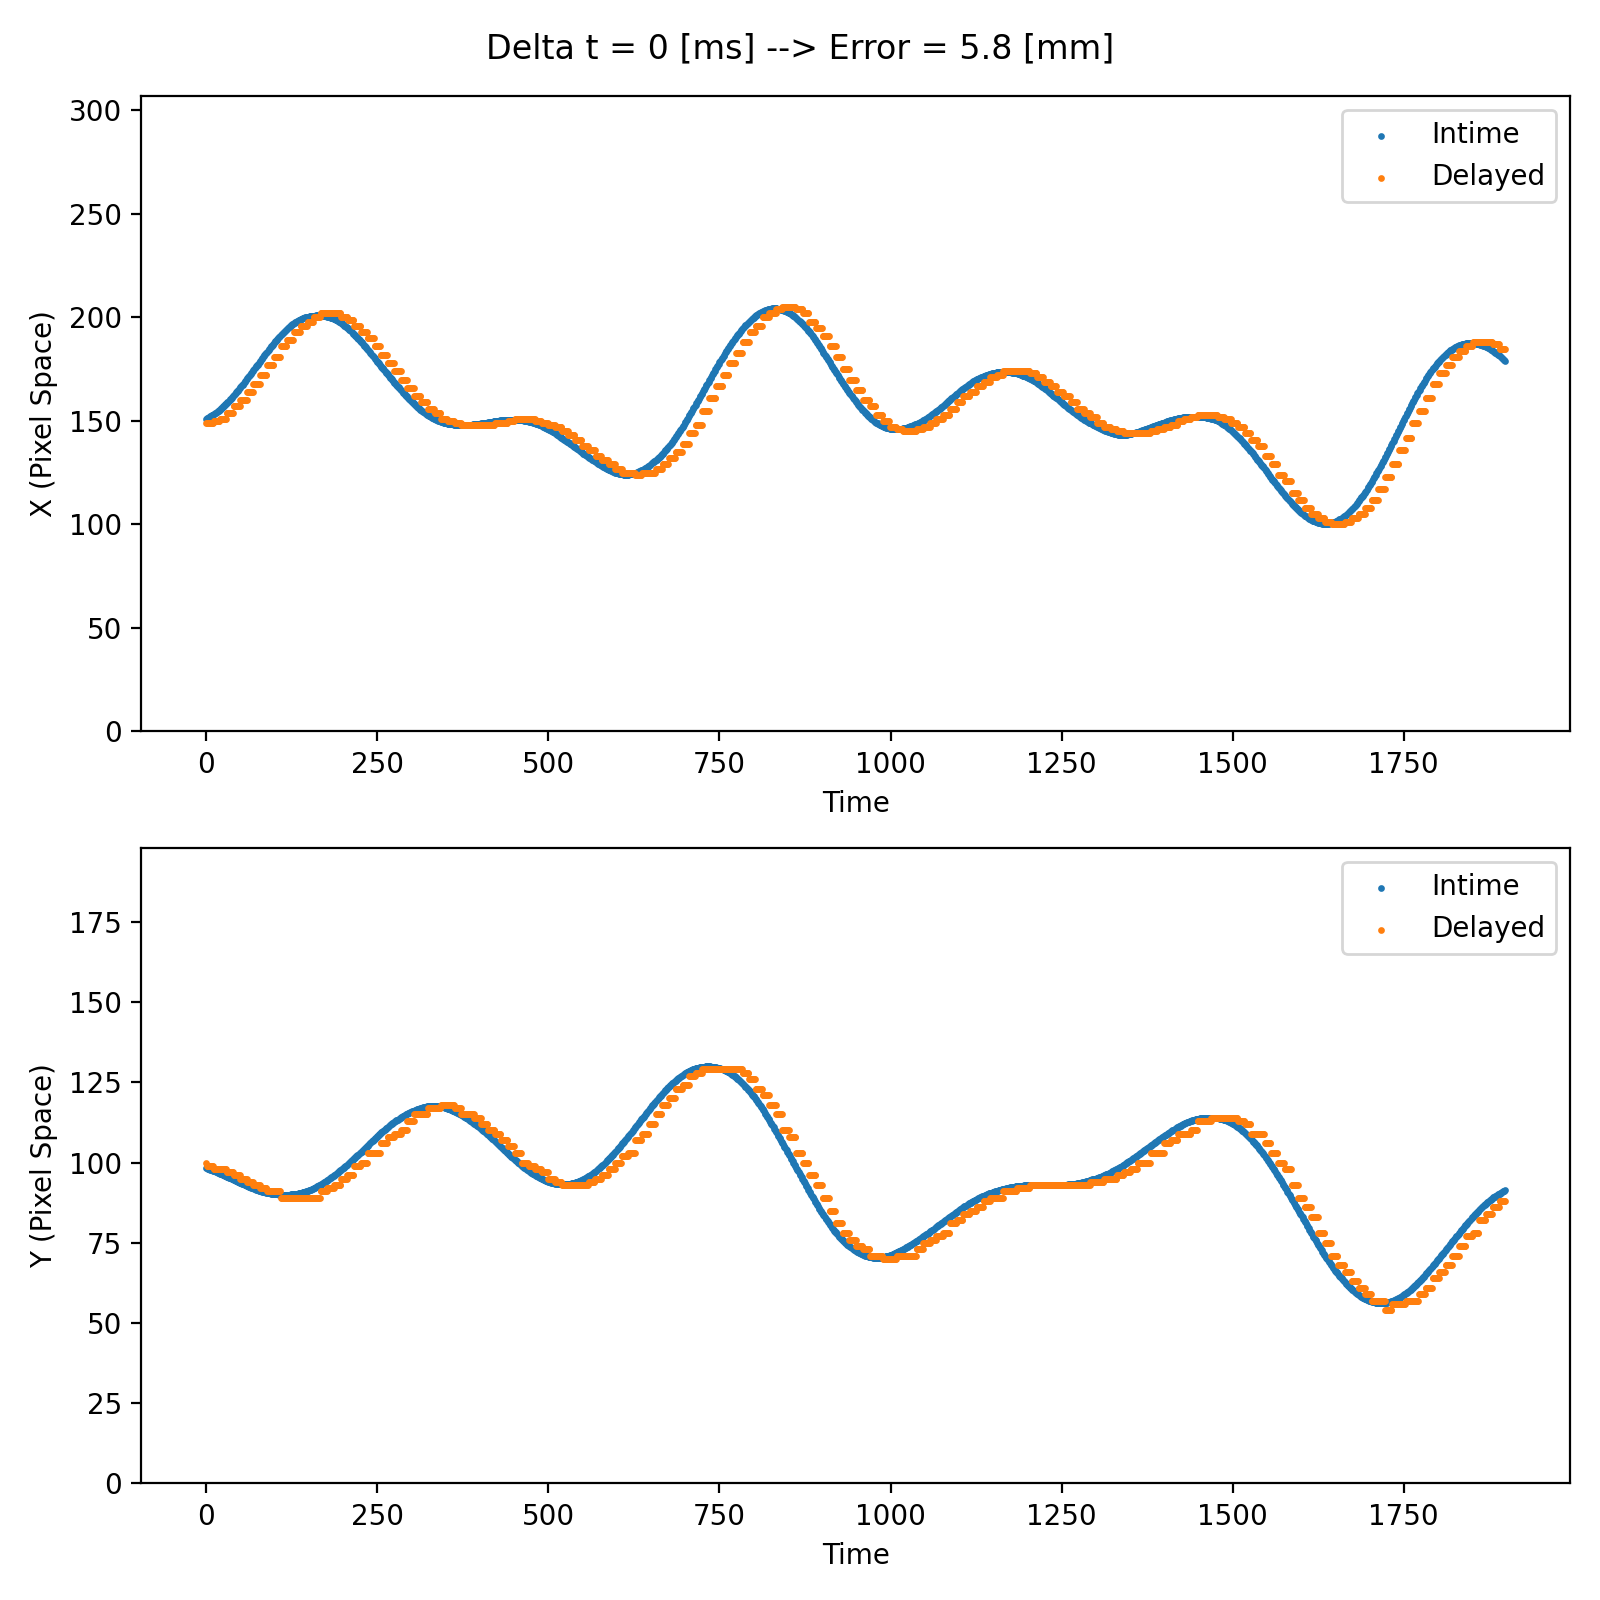 Delta t = 0 [ms] --> Error = 5.8 [mm]
300
250
200
150
100
50
0
X (Pixel Space)
Intime
Delayed
0 250 500 750 1000 1250 1500 1750
Time
175
150
125
100
75
50
25
0
Y (Pixel Space)
Intime
Delayed
0 250 500 750 1000 1250 1500 1750
Time